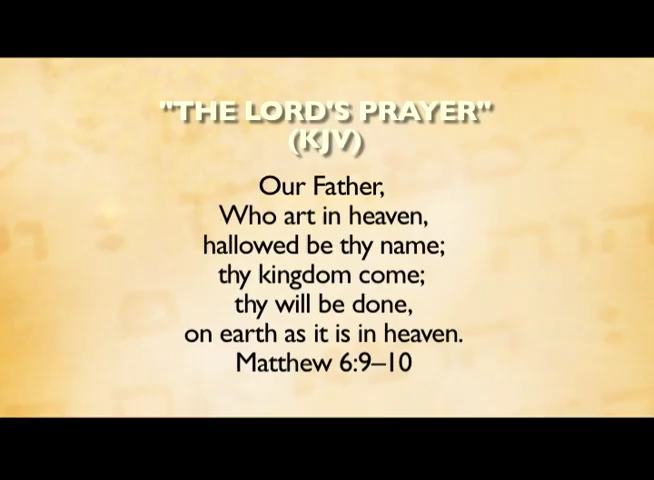 "THE LORD'S PRAYER"
(KJV)
Our Father,
Who art in heaven,
hallowed be thy name;
thy kingdom come;
thy will be done,
on earth as it is in heaven.
Matthew 6:9–10